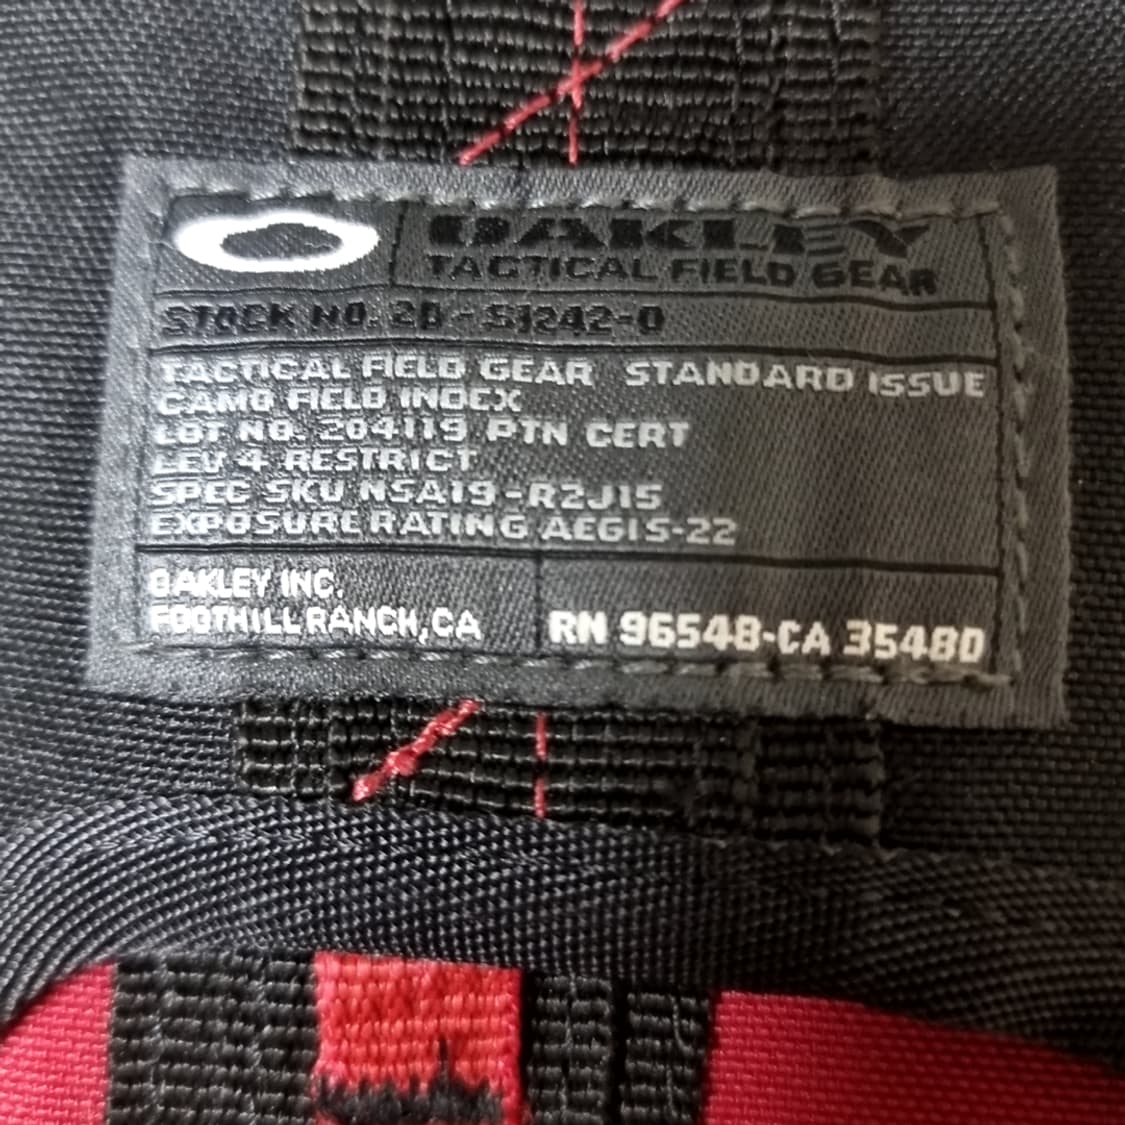 OAKLEY
TACTICAL FIELD GEAR
STOCK NO. 2D-S1242-0
TACTICAL FIELD GEAR STANDARD ISSUE
CAMO FIELD INDEX
LOT NO. 204119 PTN CERT
LEV 4 RESTRICT
SPEC SKU NSA19-R2J15
EXPOSURE RATING AEGIS-22
OAKLEY INC.
FOOTHILL RANCH, CA
RN 96548-CA 35480